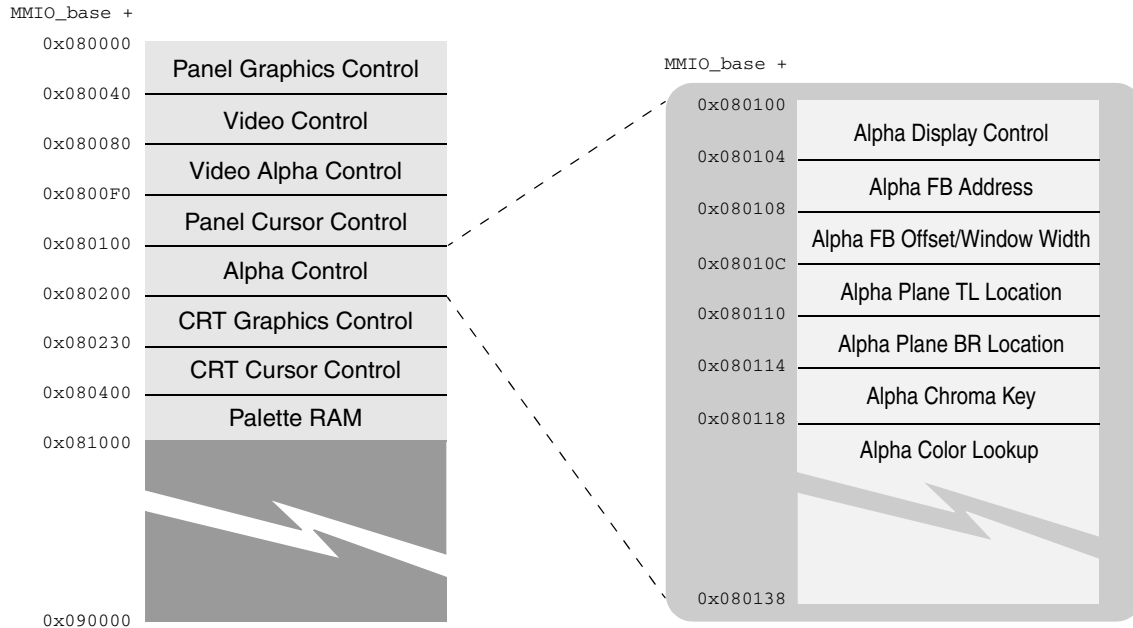 MMIO_base +
0x080000
Panel Graphics Control
0x080040
Video Control
0x080080
Video Alpha Control
0x0800F0
Panel Cursor Control
0x080100
Alpha Control
0x080200
CRT Graphics Control
0x080230
CRT Cursor Control
0x080400
Palette RAM
0x081000
0x090000
MMIO_base +
0x080100
Alpha Display Control
0x080104
Alpha FB Address
0x080108
Alpha FB Offset/Window Width
0x08010C
Alpha Plane TL Location
0x080110
Alpha Plane BR Location
0x080114
Alpha Chroma Key
0x080118
Alpha Color Lookup
0x080138